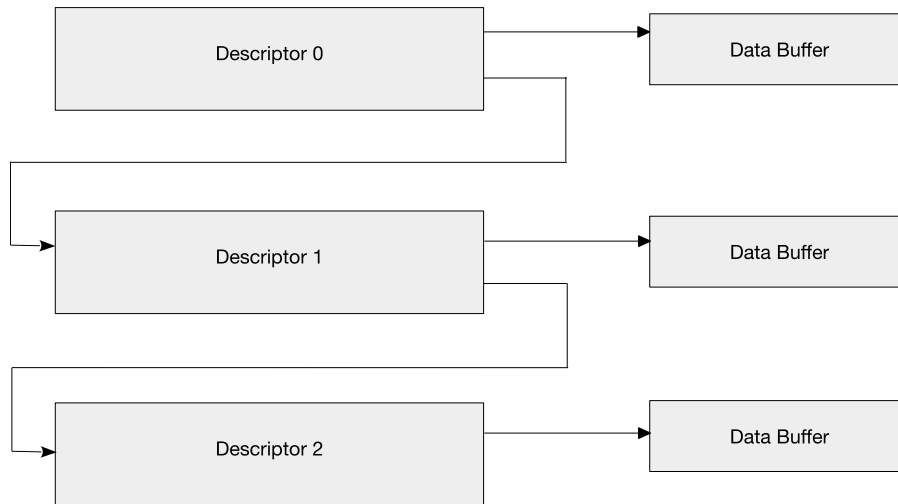 Descriptor 0
Data Buffer
Descriptor 1
Data Buffer
Descriptor 2
Data Buffer